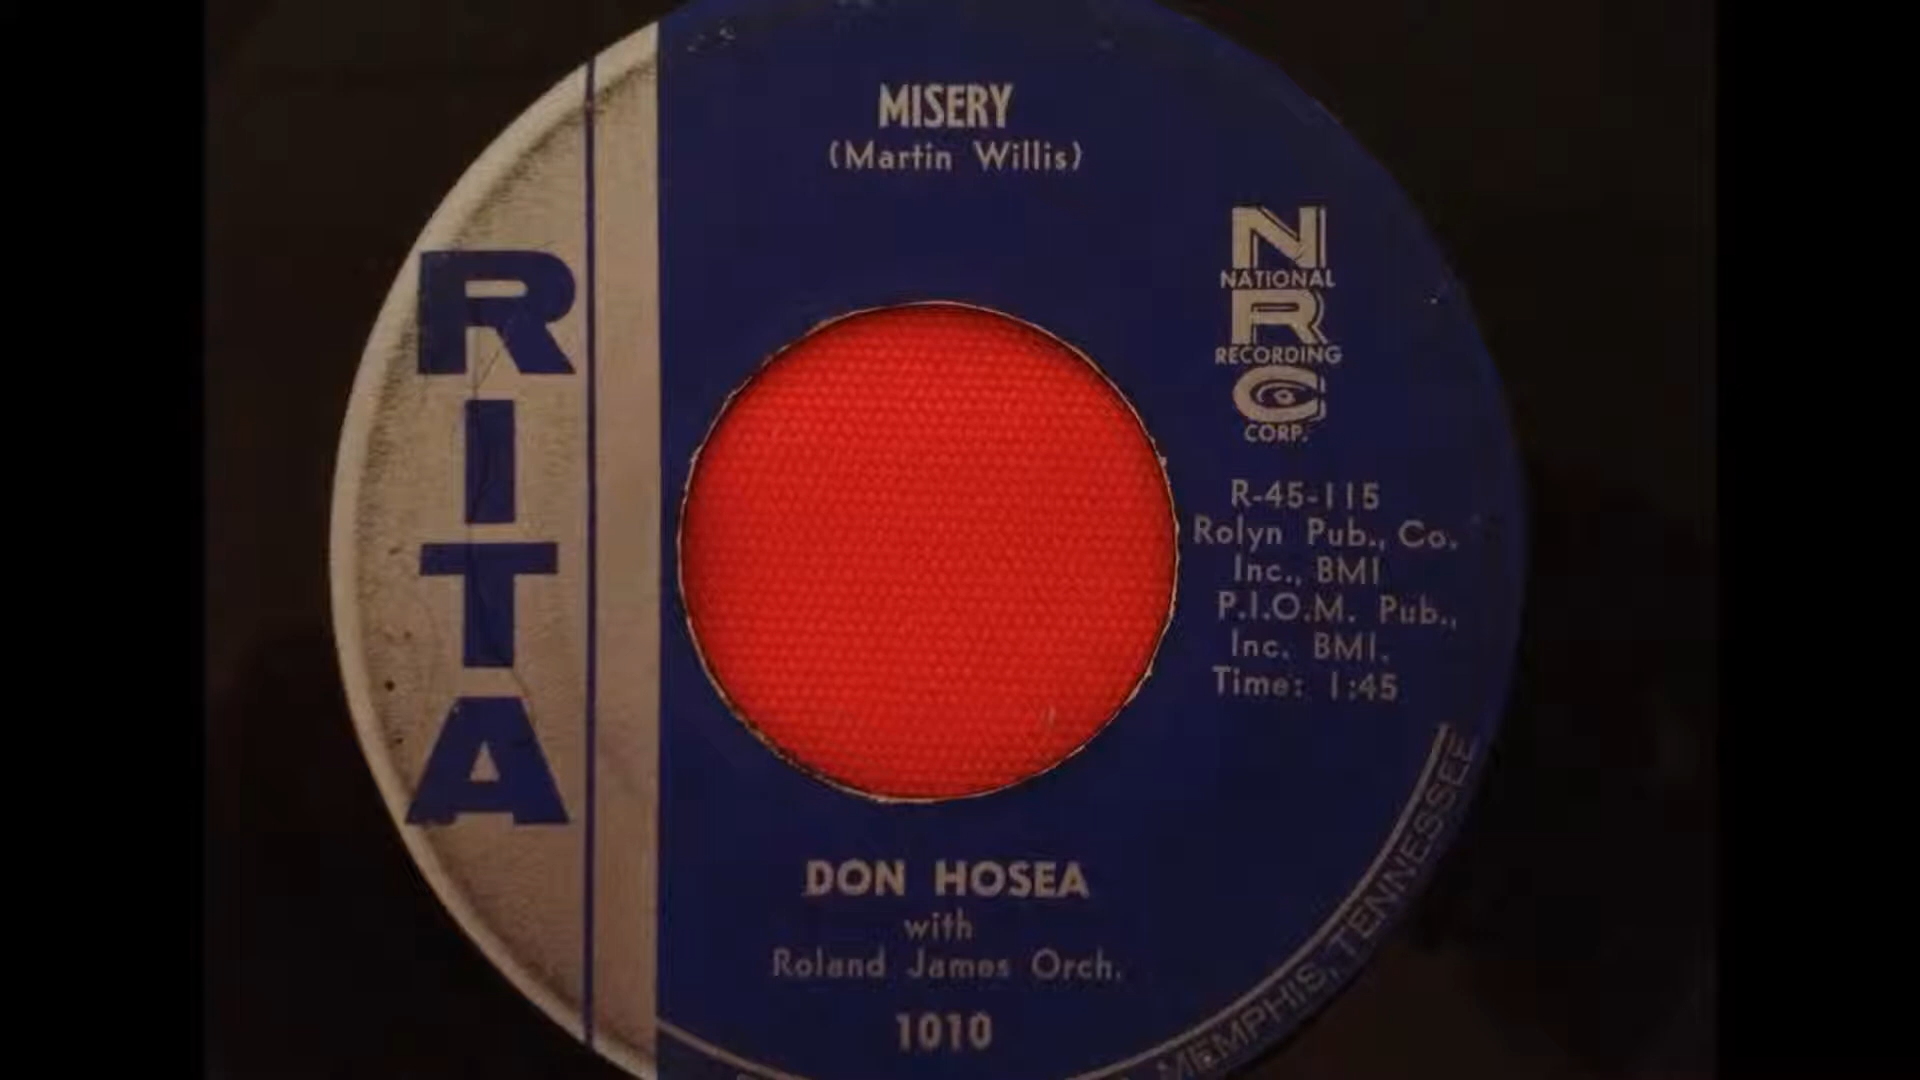 MISERY
(Martin Willis)
RITA
N
NATIONAL
R
RECORDING
C
CORP.
R-45-115
Rolyn Pub., Co.
Inc., BMI
P.I.O.M. Pub.,
Inc. BMI.
Time: 1:45
DON HOSEA
with
Roland James Orch.
1010
MEMPHIS, TENNESSEE